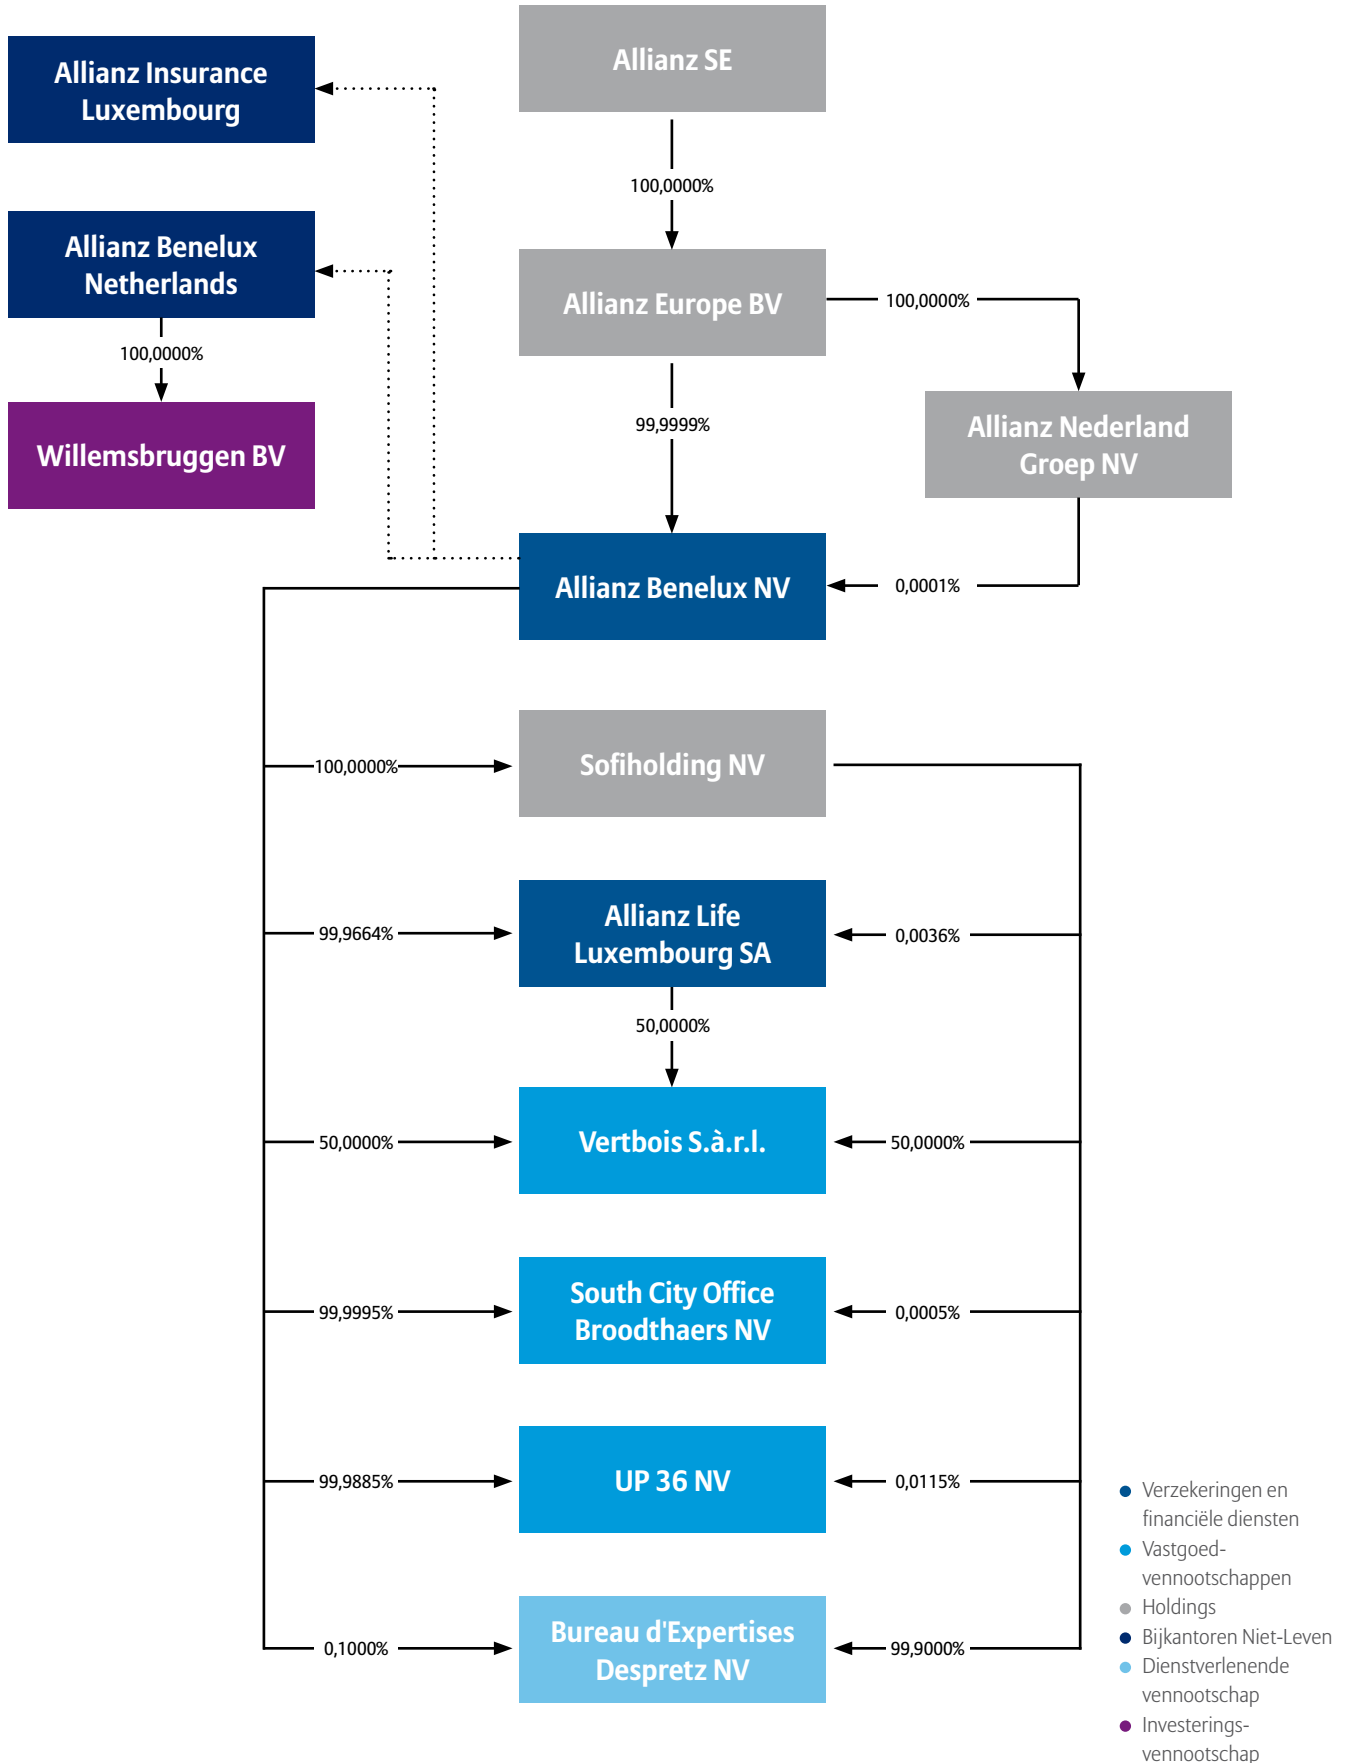 Allianz SE
Allianz Insurance
Luxembourg
100,0000%
Allianz Benelux
Netherlands
Allianz Europe BV
100,0000%
100,0000%
Willemsbruggen BV
99,9999%
Allianz Nederland
Groep NV
Allianz Benelux NV
0,0001%
100,0000%
Sofiholding NV
99,9664%
Allianz Life
Luxembourg SA
0,0036%
50,0000%
50,0000%
Vertbois S.à.r.l.
50,0000%
99,9995%
South City Office
Broodthaers NV
0,0005%
99,9885%
UP 36 NV
0,0115%
0,1000%
Bureau d'Expertises
Despretz NV
99,9000%
Verzekeringen en
financiële diensten
Vastgoed-
vennootschappen
Holdings
Bijkantoren Niet-Leven
Dienstverlenende
vennootschap
Investerings-
vennootschap